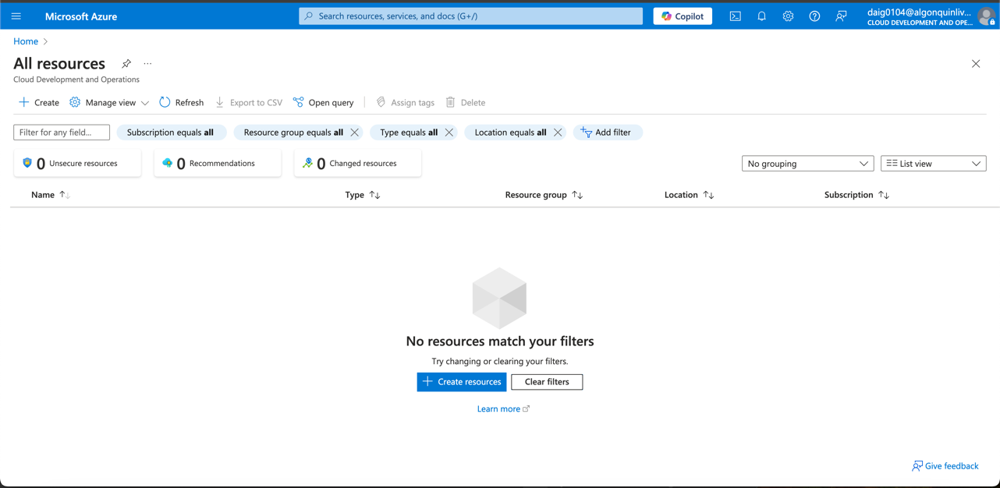 Microsoft Azure
Search resources, services, and docs (G+/)
Copilot
daig0104@algonquinliv...
CLOUD DEVELOPMENT AND OPE...
Home
All resources
...
Cloud Development and Operations
Create
Manage view
Refresh
Export to CSV
Open query
Assign tags
Delete
Filter for any field...
Subscription equals all
Resource group equals all
Type equals all
Location equals all
Add filter
0 Unsecure resources
0 Recommendations
0 Changed resources
No grouping
List view
Name
Type
Resource group
Location
Subscription
No resources match your filters
Try changing or clearing your filters.
Create resources
Clear filters
Learn more
Give feedback